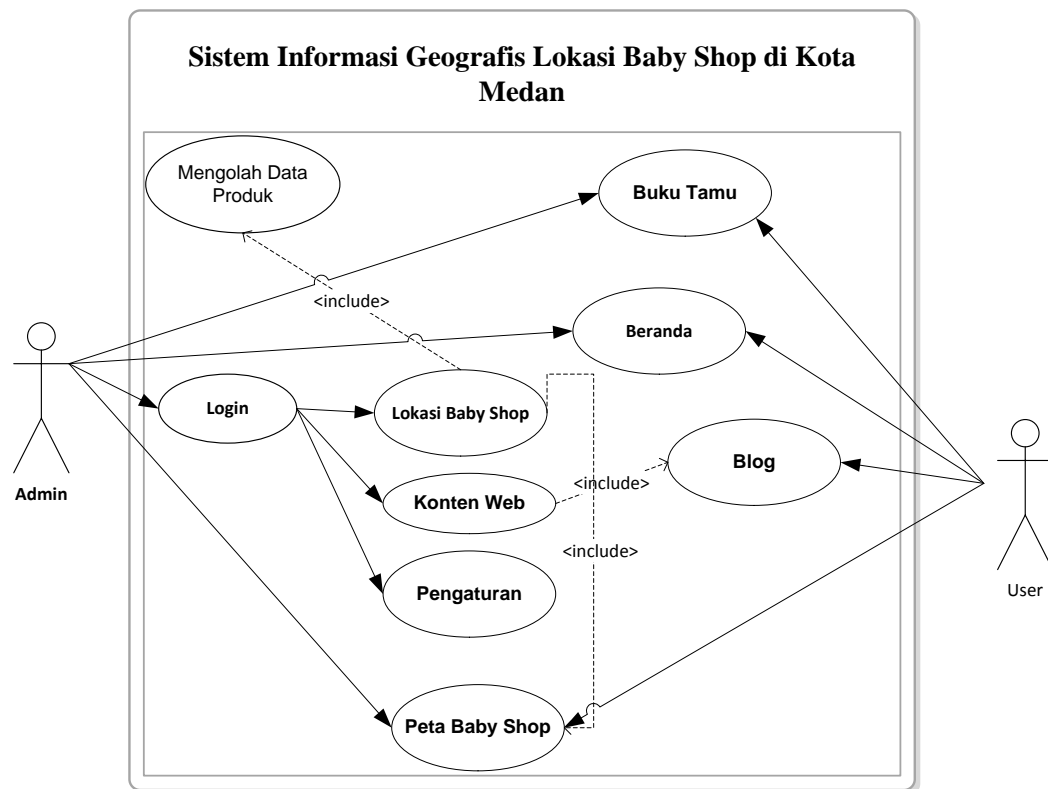 Sistem Informasi Geografis Lokasi Baby Shop di Kota
Medan
Mengolah Data
Produk
Buku Tamu
<include>
Beranda
Login
Lokasi Baby Shop
Blog
Konten Web
<include>
<include>
Pengaturan
Peta Baby Shop
Admin
User